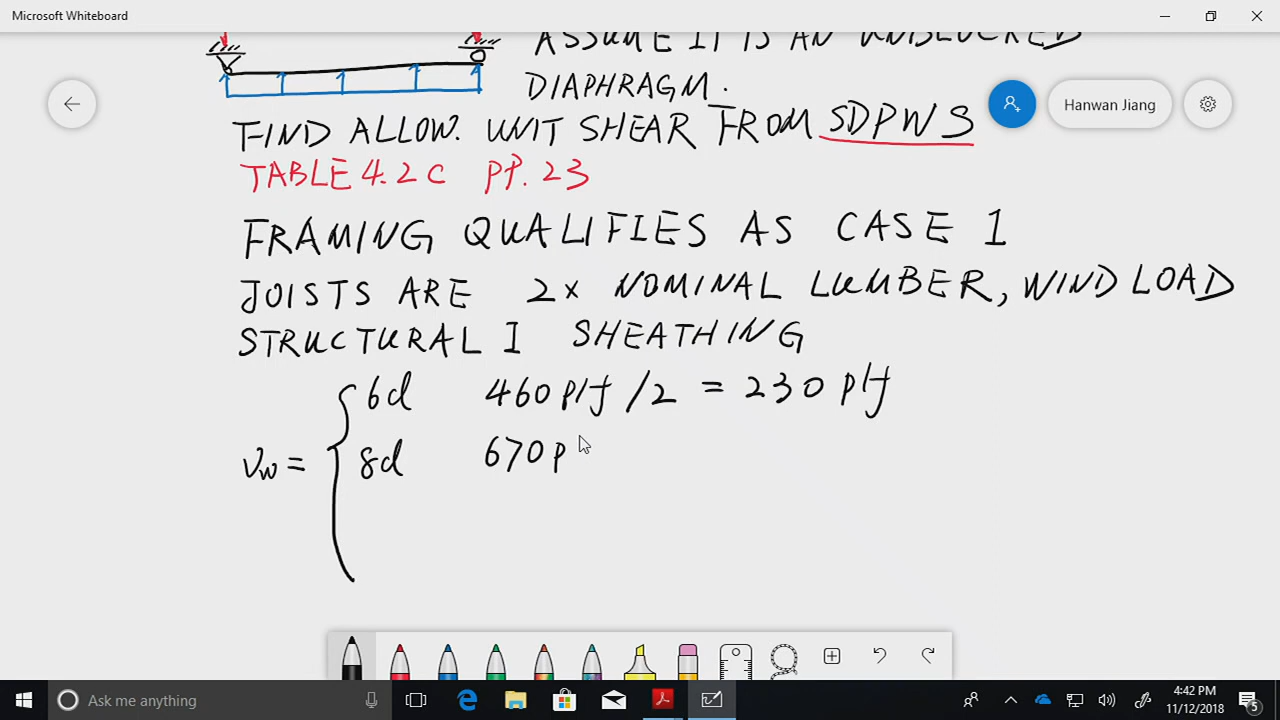 Microsoft Whiteboard
ASSUME IT IS AN UNBLOCKED
DIAPHRAGM.
Hanwan Jiang
FIND ALLOW. UNIT SHEAR FROM SDPWS
TABLE 4.2C PP. 23
FRAMING QUALIFIES AS CASE 1
JOISTS ARE 2x NOMINAL LUMBER, WIND LOAD
STRUCTURAL I SHEATHING
6d 460 plf /2 = 230 plf
Vw =
8d 670 p
Ask me anything
4:42 PM
11/12/2018
5